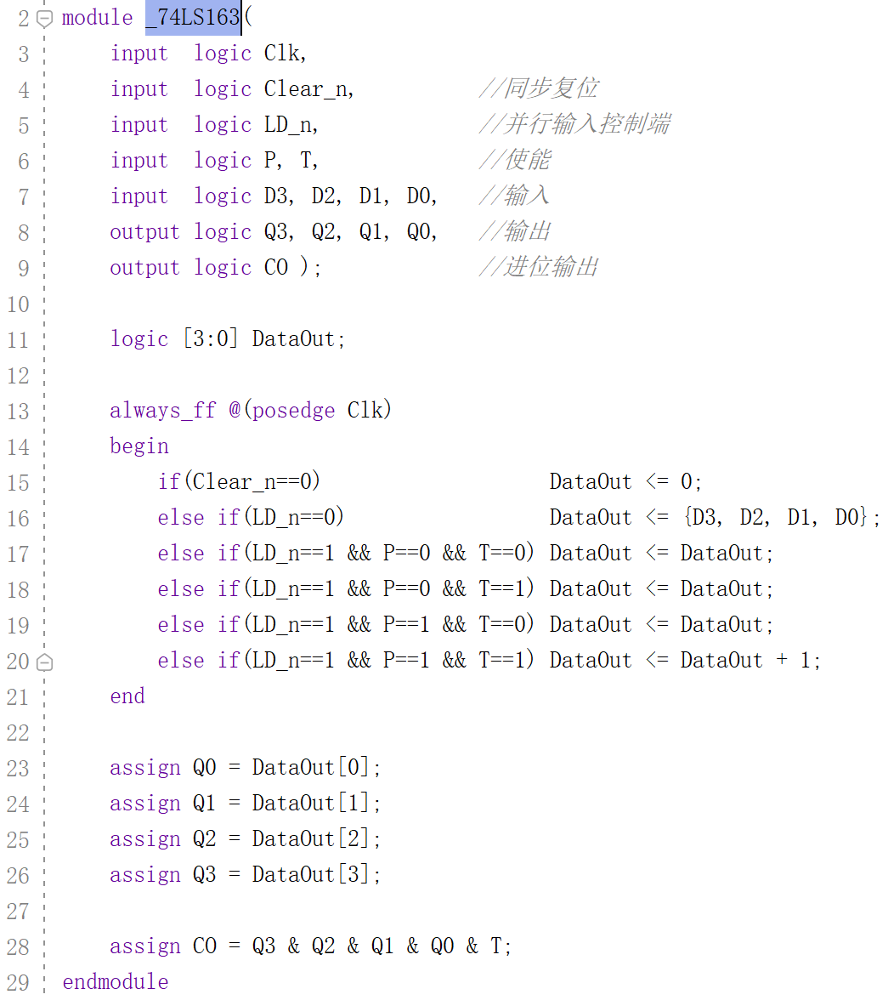 2 module _74LS163(
3 input logic Clk,
4 input logic Clear_n, //同步复位
5 input logic LD_n, //并行输入控制端
6 input logic P, T, //使能
7 input logic D3, D2, D1, D0, //输入
8 output logic Q3, Q2, Q1, Q0, //输出
9 output logic CO ); //进位输出
10
11 logic [3:0] DataOut;
12
13 always_ff @(posedge Clk)
14 begin
15 if(Clear_n==0) DataOut <= 0;
16 else if(LD_n==0) DataOut <= {D3, D2, D1, D0};
17 else if(LD_n==1 && P==0 && T==0) DataOut <= DataOut;
18 else if(LD_n==1 && P==0 && T==1) DataOut <= DataOut;
19 else if(LD_n==1 && P==1 && T==0) DataOut <= DataOut;
20 else if(LD_n==1 && P==1 && T==1) DataOut <= DataOut + 1;
21 end
22
23 assign Q0 = DataOut[0];
24 assign Q1 = DataOut[1];
25 assign Q2 = DataOut[2];
26 assign Q3 = DataOut[3];
27
28 assign CO = Q3 & Q2 & Q1 & Q0 & T;
29 endmodule